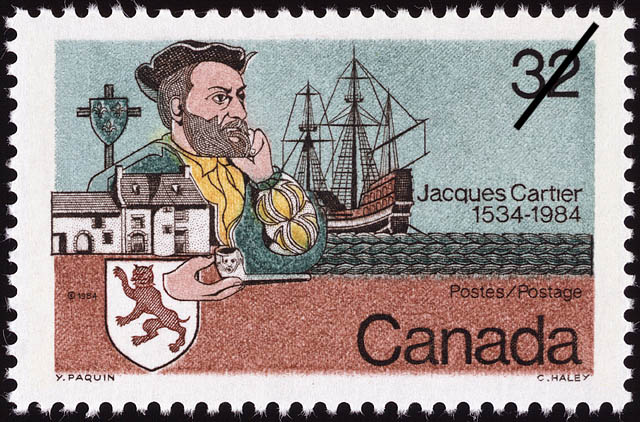 32
Jacques Cartier
1534-1984
© 1984
Postes/Postage
Canada
Y. PAQUIN
C. HALEY